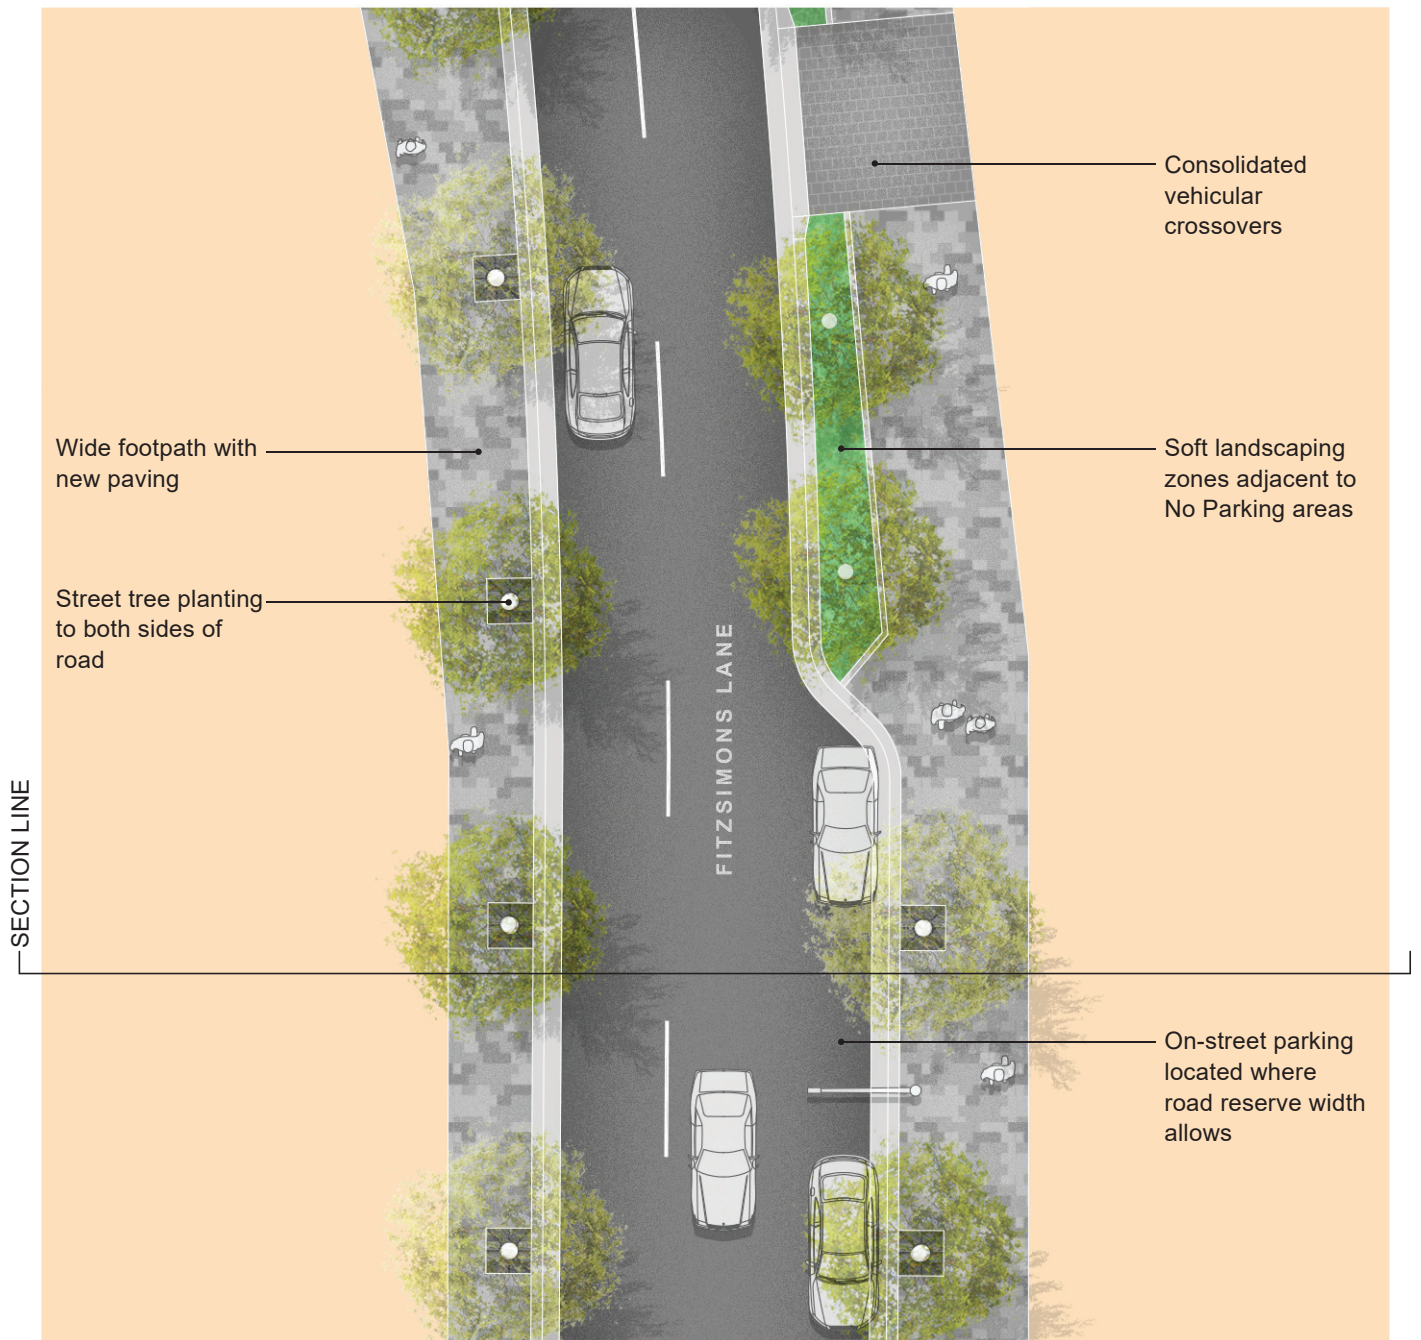 Consolidated
vehicular
crossovers
Wide footpath with
new paving
Soft landscaping
zones adjacent to
No Parking areas
Street tree planting
to both sides of
road
FITZSIMONS LANE
SECTION LINE
On-street parking
located where
road reserve width
allows